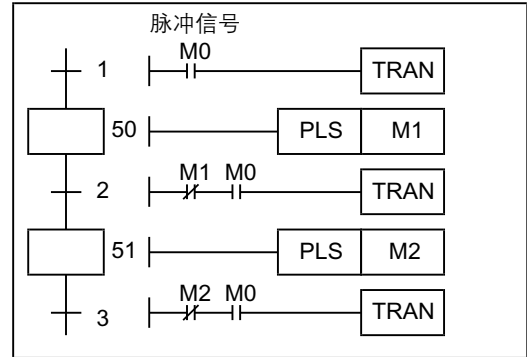 脉冲信号
1 M0 TRAN
50 PLS M1
2 M1 M0 TRAN
51 PLS M2
3 M2 M0 TRAN